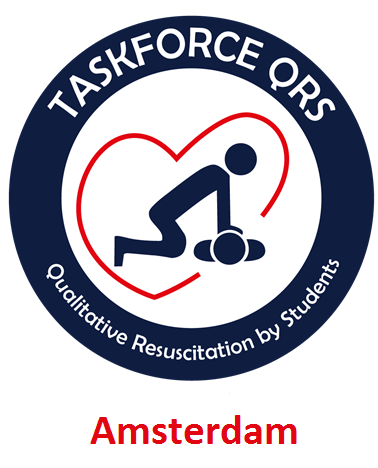 TASKFORCE QRS
Qualitative Resuscitation by Students
Amsterdam